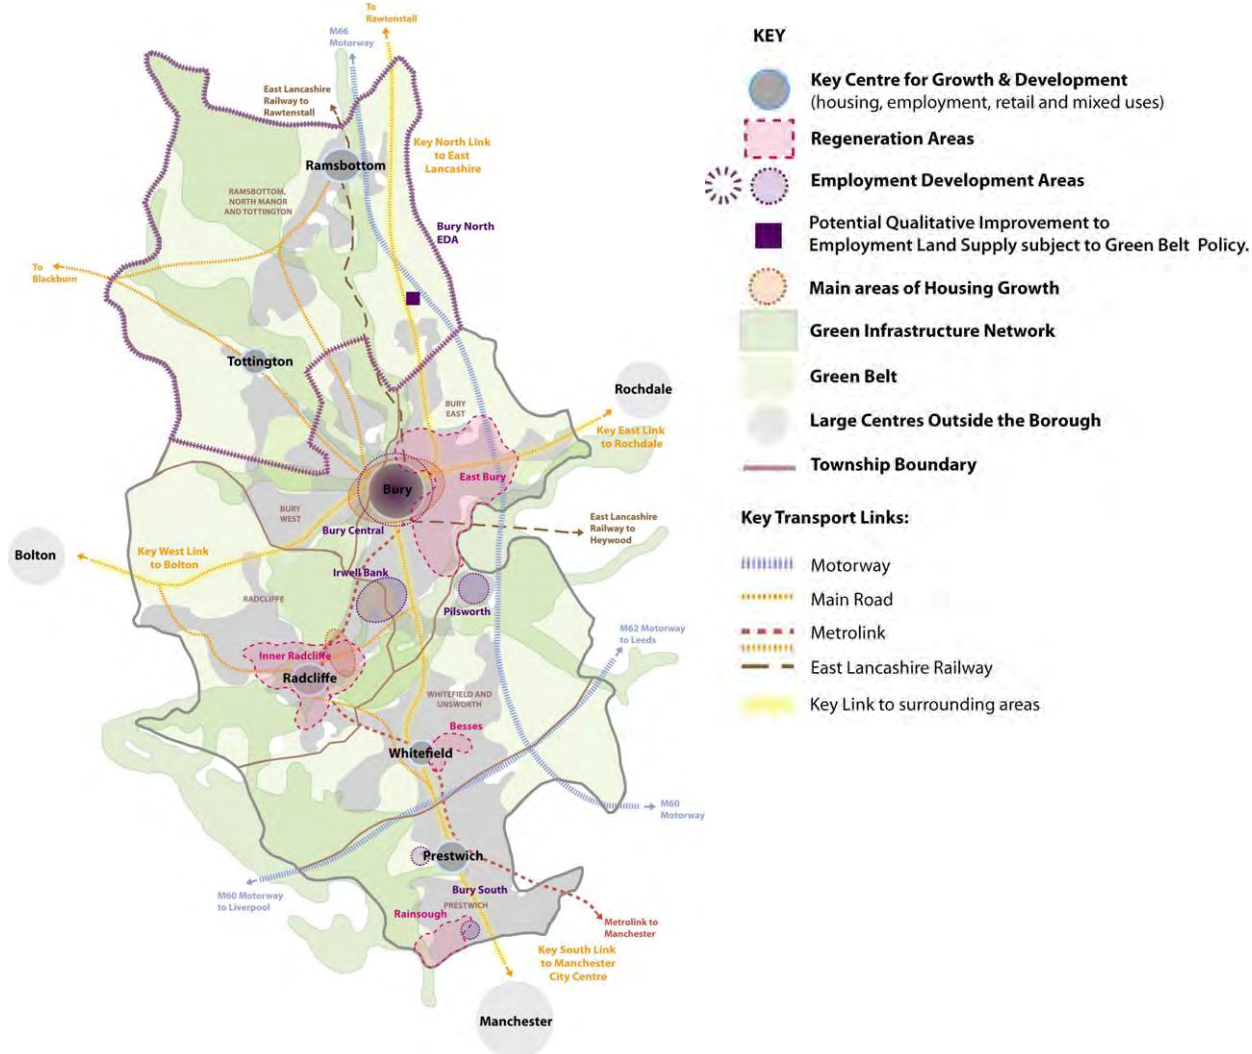 To
Rawtenstall
M66
Motorway
East Lancashire
Railway to
Rawtenstall
Key North Link
to East
Lancashire
Ramsbottom
RAMSBOTTOM,
NORTH MANOR
AND TOTTINGTON
Bury North
EDA
To
Blackburn
Tottington
Rochdale
BURY
EAST
Key East Link
to Rochdale
East Bury
Bury
BURY
WEST
Bury Central
East Lancashire
Railway to
Heywood
Bolton
Key West Link
to Bolton
Irwell Bank
RADCLIFFE
Pilsworth
M62 Motorway
to Leeds
Inner Radcliffe
Radcliffe
WHITEFIELD AND
UNSWORTH
Besses
Whitefield
M60
Motorway
Prestwich
M60 Motorway
to Liverpool
Bury South
PRESTWICH
Rainsough
Metrolink to
Manchester
Key South Link
to Manchester
City Centre
Manchester
KEY
Key Centre for Growth & Development
(housing, employment, retail and mixed uses)
Regeneration Areas
Employment Development Areas
Potential Qualitative Improvement to
Employment Land Supply subject to Green Belt Policy.
Main areas of Housing Growth
Green Infrastructure Network
Green Belt
Large Centres Outside the Borough
Township Boundary
Key Transport Links:
Motorway
Main Road
Metrolink
East Lancashire Railway
Key Link to surrounding areas